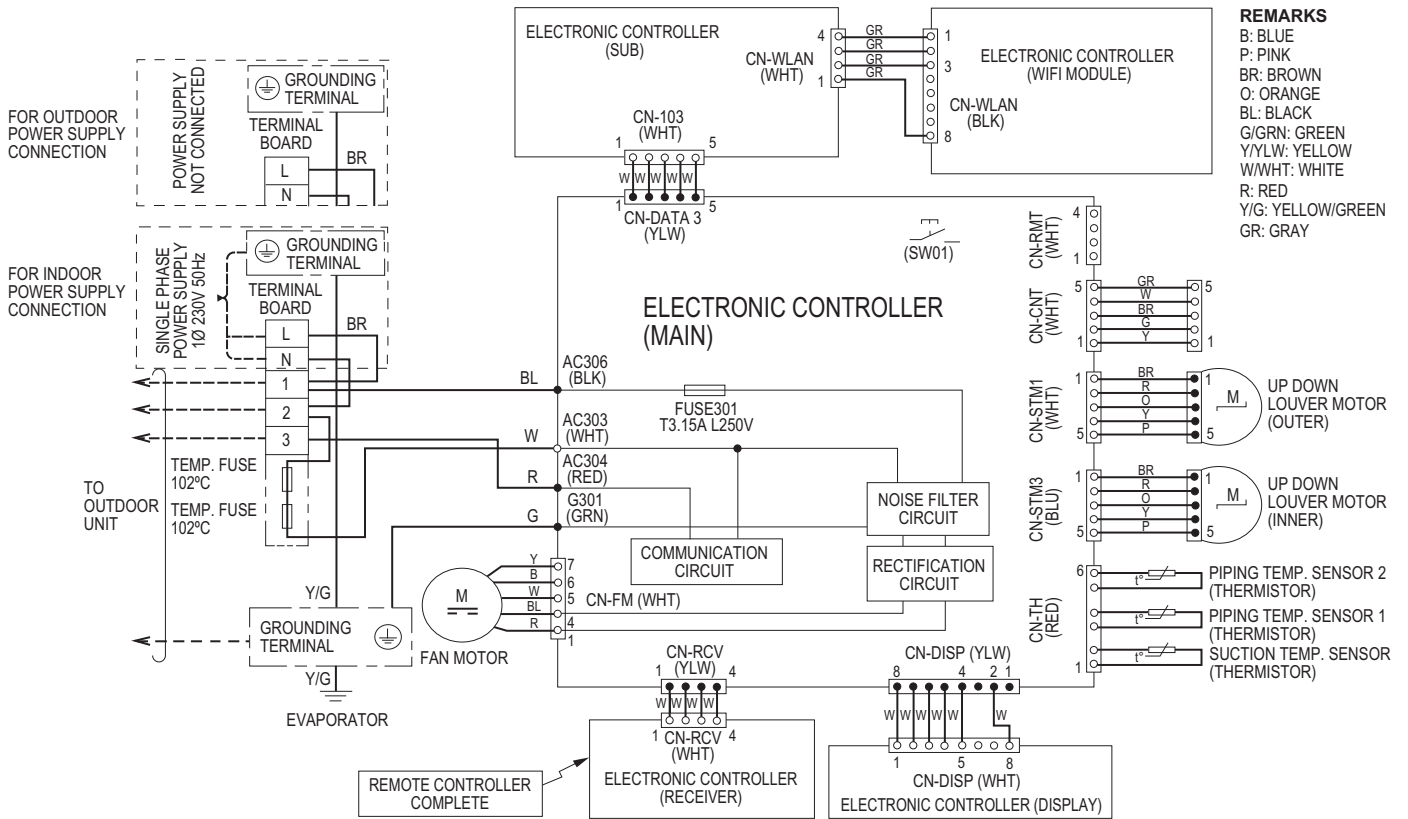 ELECTRONIC CONTROLLER
(SUB)
4
CN-WLAN
(WHT)
1
GR
GR
GR
GR
1
3
8
CN-WLAN
(BLK)
ELECTRONIC CONTROLLER
(WIFI MODULE)
REMARKS
B: BLUE
P: PINK
BR: BROWN
O: ORANGE
BL: BLACK
G/GRN: GREEN
Y/YLW: YELLOW
W/WHT: WHITE
R: RED
Y/G: YELLOW/GREEN
GR: GRAY
FOR OUTDOOR
POWER SUPPLY
CONNECTION
POWER SUPPLY
NOT CONNECTED
GROUNDING
TERMINAL
TERMINAL
BOARD
L
N
BR
CN-103
(WHT)
1
5
W W W W W
1
5
CN-DATA 3
(YLW)
(SW01)
4
1
CN-RMT
(WHT)
FOR INDOOR
POWER SUPPLY
CONNECTION
SINGLE PHASE
POWER SUPPLY
1Ø 230V 50Hz
GROUNDING
TERMINAL
TERMINAL
BOARD
L
N
1
2
3
BR
ELECTRONIC CONTROLLER
(MAIN)
CN-CNT
(WHT)
5
1
GR
W
BR
G
Y
5
1
BL
AC306
(BLK)
FUSE301
T3.15A L250V
W
AC303
(WHT)
R
AC304
(RED)
G
G301
(GRN)
CN-STM1
(WHT)
1
5
BR
R
O
Y
P
1
5
M
UP DOWN
LOUVER MOTOR
(OUTER)
TO
OUTDOOR
UNIT
TEMP. FUSE
102ºC
TEMP. FUSE
102ºC
NOISE FILTER
CIRCUIT
COMMUNICATION
CIRCUIT
RECTIFICATION
CIRCUIT
CN-STM3
(BLU)
1
5
BR
R
O
Y
P
1
5
M
UP DOWN
LOUVER MOTOR
(INNER)
M
FAN MOTOR
Y
B
W
BL
R
7
6
5
4
1
CN-FM (WHT)
CN-TH
(RED)
6
1
t°
PIPING TEMP. SENSOR 2
(THERMISTOR)
t°
PIPING TEMP. SENSOR 1
(THERMISTOR)
t°
SUCTION TEMP. SENSOR
(THERMISTOR)
Y/G
GROUNDING
TERMINAL
Y/G
EVAPORATOR
CN-RCV
(YLW)
1
4
W W W W
1
4
CN-RCV
(WHT)
ELECTRONIC CONTROLLER
(RECEIVER)
REMOTE CONTROLLER
COMPLETE
CN-DISP (YLW)
8
4
2
1
W W W W W
W
1
5
8
CN-DISP (WHT)
ELECTRONIC CONTROLLER (DISPLAY)